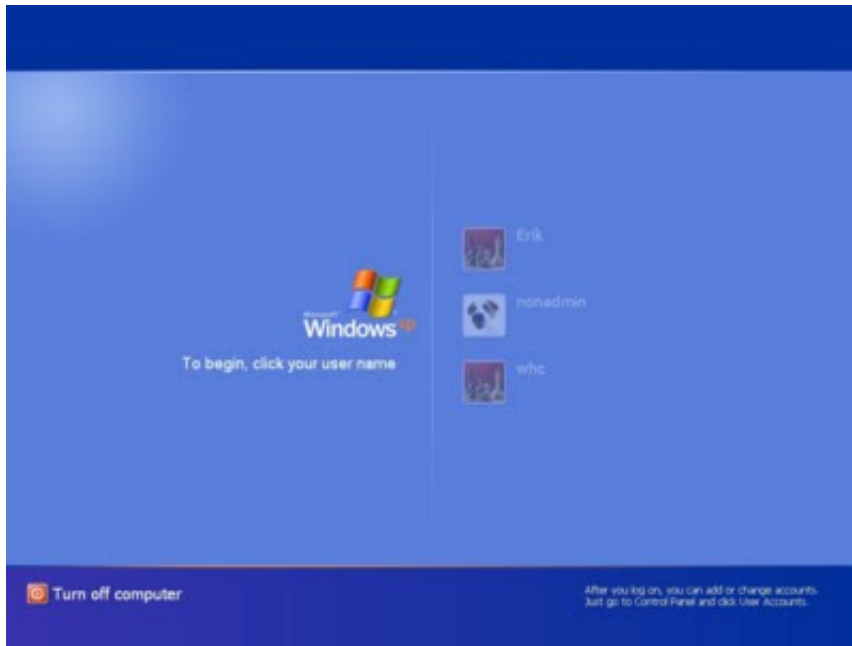 Microsoft
Windows xp
To begin, click your user name
Erik
nonadmin
whc
Turn off computer
After you log on, you can add or change accounts.
Just go to Control Panel and click User Accounts.